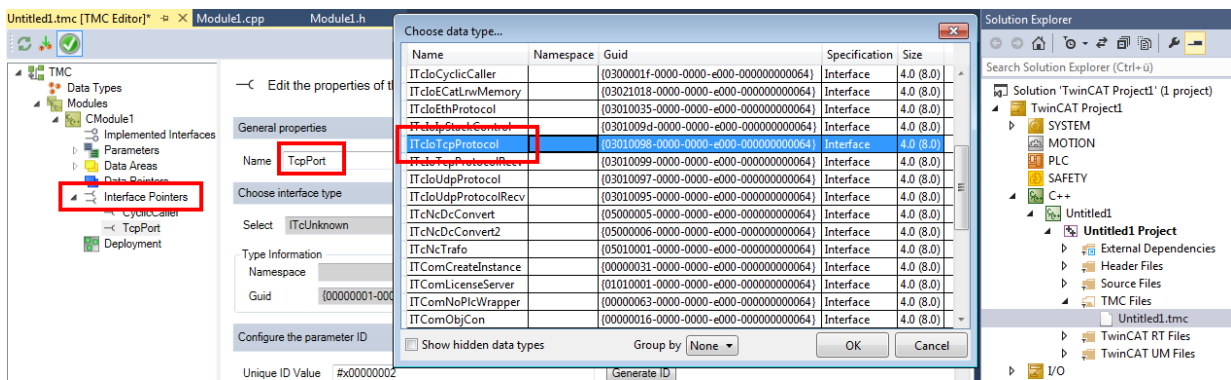 Untitled1.tmc [TMC Editor]*
Module1.cpp
Module1.h
TMC
Data Types
Modules
CModule1
Implemented Interfaces
Parameters
Data Areas
Data Pointers
Interface Pointers
CyclicCaller
TcpPort
Deployment
Edit the properties of t
General properties
Name TcpPort
Choose interface type
Select ITcUnknown
Type Information
Namespace
Guid {00000001-000
Configure the parameter ID
Unique ID Value #x00000002
Generate ID
Choose data type...
Name Namespace Guid Specification Size
ITcIoCyclicCaller {0300001f-0000-0000-e000-000000000064} Interface 4.0 (8.0)
ITcIoECatLrwMemory {03021018-0000-0000-e000-000000000064} Interface 4.0 (8.0)
ITcIoEthProtocol {03010035-0000-0000-e000-000000000064} Interface 4.0 (8.0)
ITcIoIpStackControl {0301009d-0000-0000-e000-000000000064} Interface 4.0 (8.0)
ITcIoTcpProtocol {03010098-0000-0000-e000-000000000064} Interface 4.0 (8.0)
ITcIoTcpProtocolRecv {03010099-0000-0000-e000-000000000064} Interface 4.0 (8.0)
ITcIoUdpProtocol {03010097-0000-0000-e000-000000000064} Interface 4.0 (8.0)
ITcIoUdpProtocolRecv {03010095-0000-0000-e000-000000000064} Interface 4.0 (8.0)
ITcNcDcConvert {05000005-0000-0000-e000-000000000064} Interface 4.0 (8.0)
ITcNcDcConvert2 {05000006-0000-0000-e000-000000000064} Interface 4.0 (8.0)
ITcNcTrafo {05010001-0000-0000-e000-000000000064} Interface 4.0 (8.0)
ITComCreateInstance {00000031-0000-0000-e000-000000000064} Interface 4.0 (8.0)
ITComLicenseServer {01010001-0000-0000-e000-000000000064} Interface 4.0 (8.0)
ITComNoPlcWrapper {00000063-0000-0000-e000-000000000064} Interface 4.0 (8.0)
ITComObjCon {00000016-0000-0000-e000-000000000064} Interface 4.0 (8.0)
Show hidden data types
Group by None
OK
Cancel
Solution Explorer
Search Solution Explorer (Ctrl+ü)
Solution 'TwinCAT Project1' (1 project)
TwinCAT Project1
SYSTEM
MOTION
PLC
SAFETY
C++
Untitled1
Untitled1 Project
External Dependencies
Header Files
Source Files
TMC Files
Untitled1.tmc
TwinCAT RT Files
TwinCAT UM Files
I/O